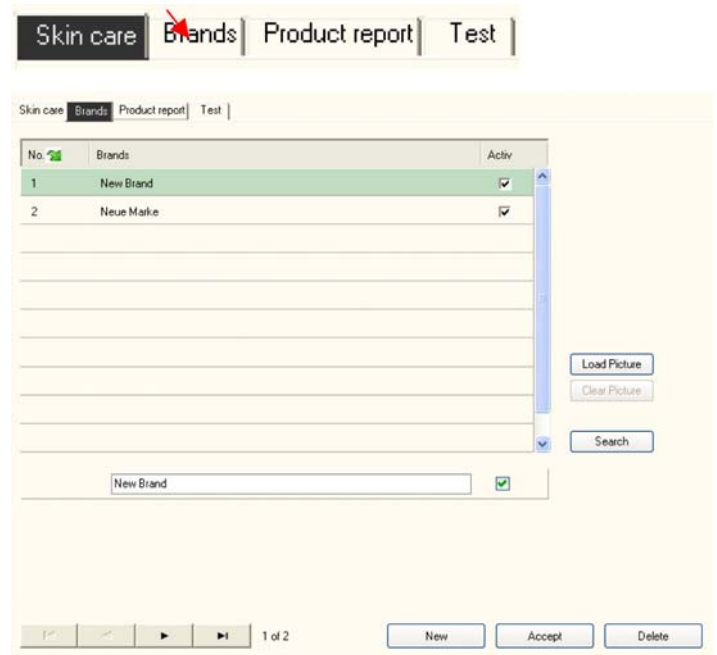 Skin care Brands Product report Test
Skin care Brands Product report Test
No. Brands Activ
1 New Brand
2 Neue Marke
Load Picture
Clear Picture
Search
New Brand
1 of 2 New Accept Delete